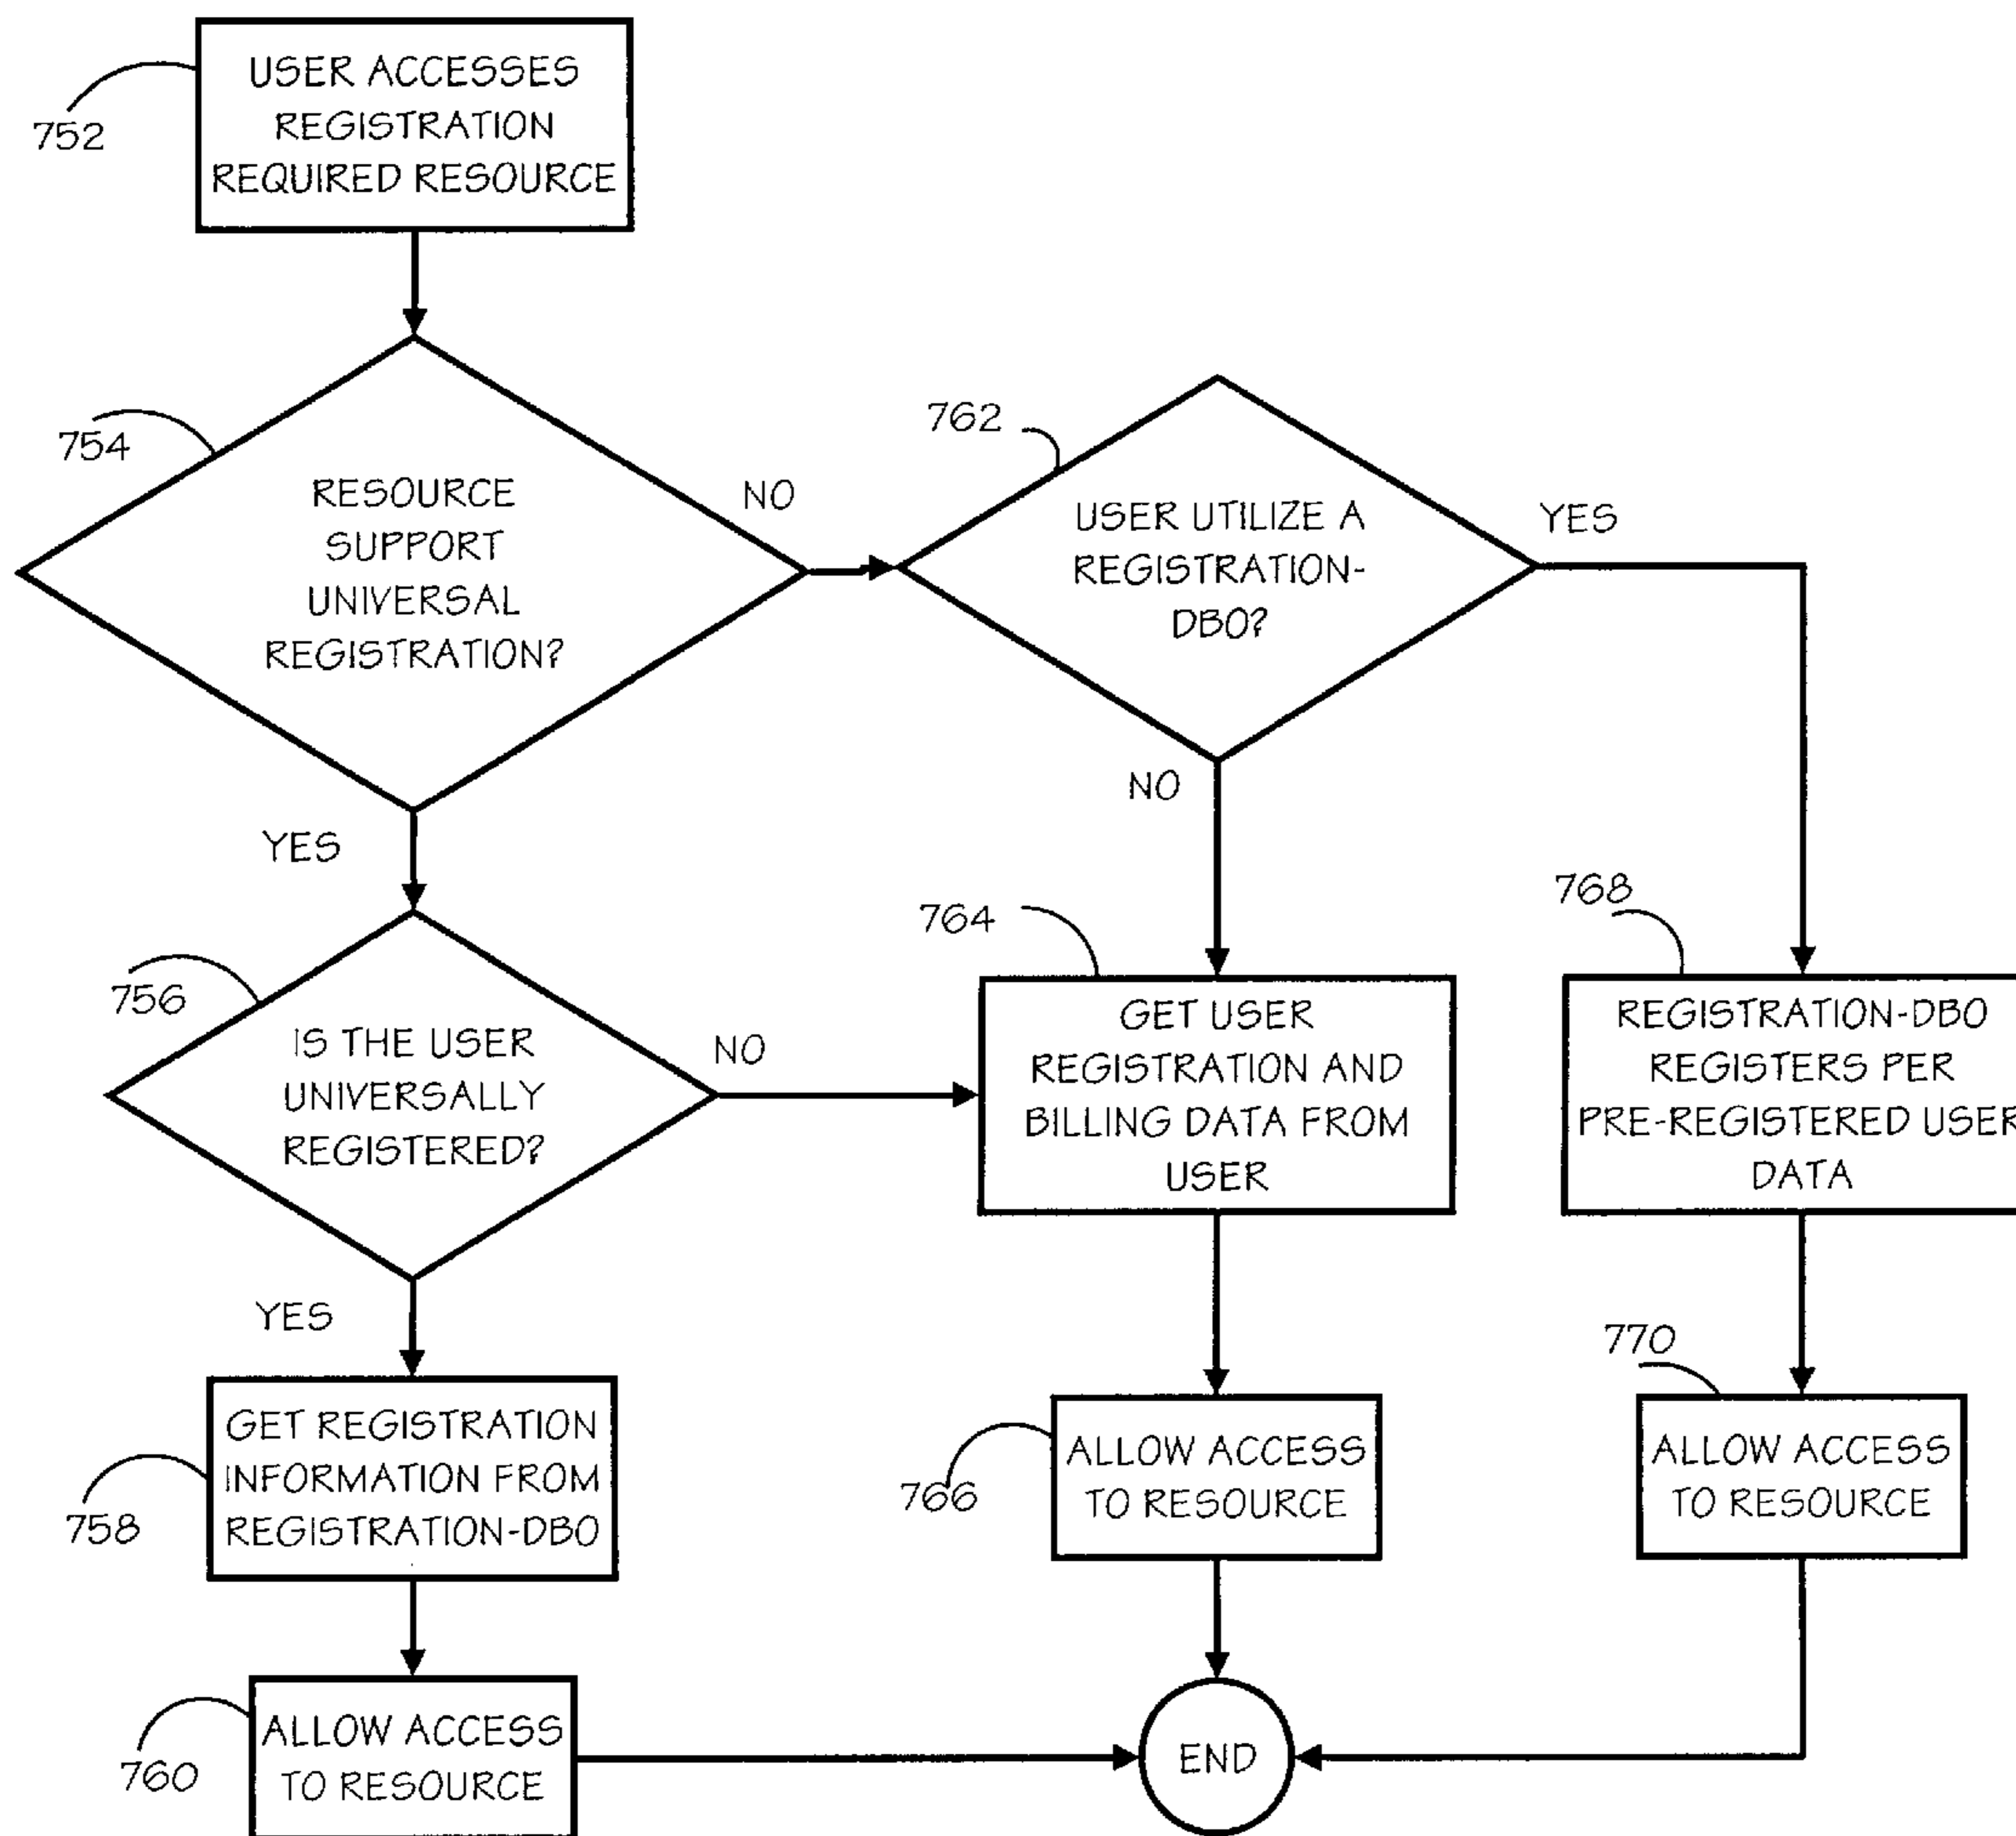 USER ACCESSES
REGISTRATION
REQUIRED RESOURCE
752
754
RESOURCE
SUPPORT
UNIVERSAL
REGISTRATION?
NO
762
USER UTILIZE A
REGISTRATION-
DBO?
YES
NO
YES
756
IS THE USER
UNIVERSALLY
REGISTERED?
NO
764
GET USER
REGISTRATION AND
BILLING DATA FROM
USER
768
REGISTRATION-DBO
REGISTERS PER
PRE-REGISTERED USER
DATA
YES
758
GET REGISTRATION
INFORMATION FROM
REGISTRATION-DBO
766
ALLOW ACCESS
TO RESOURCE
770
ALLOW ACCESS
TO RESOURCE
760
ALLOW ACCESS
TO RESOURCE
END